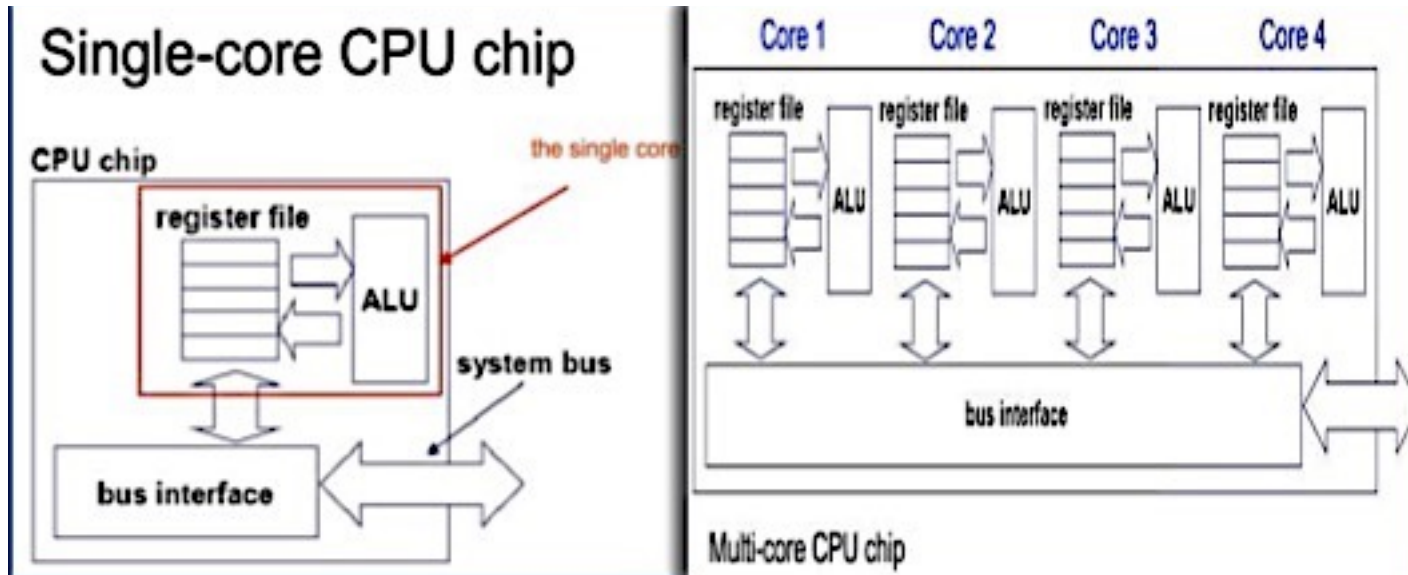 Single-core CPU chip
the single core
CPU chip
register file
ALU
system bus
bus interface
Core 1 Core 2 Core 3 Core 4
register file register file register file register file
ALU ALU ALU ALU
bus interface
Multi-core CPU chip